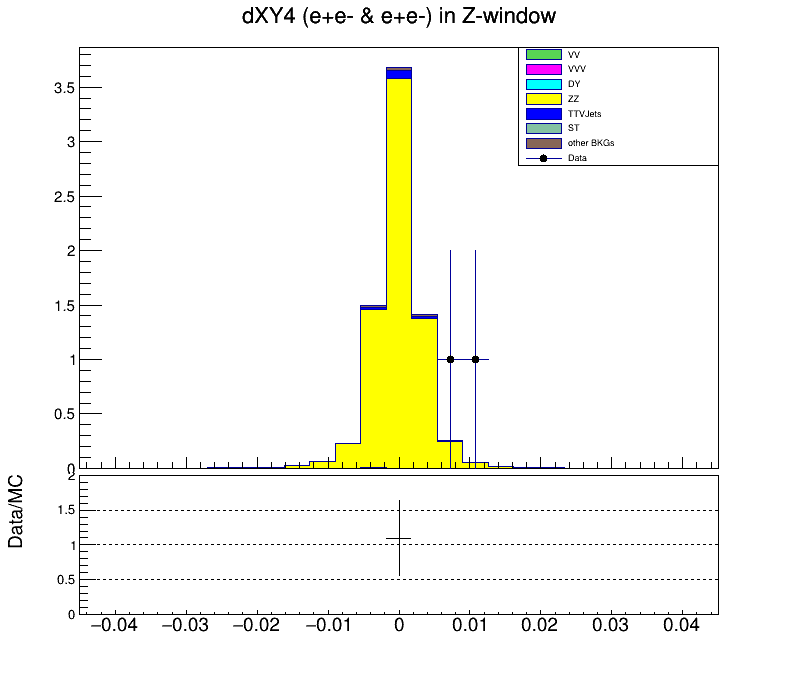 dXY4 (e+e- & e+e-) in Z-window
VV
VVV
DY
ZZ
TTVJets
ST
other BKGs
Data
3.5
3
2.5
2
1.5
1
0.5
0
Data/MC
2
1.5
1
0.5
0
−0.04 −0.03 −0.02 −0.01 0 0.01 0.02 0.03 0.04